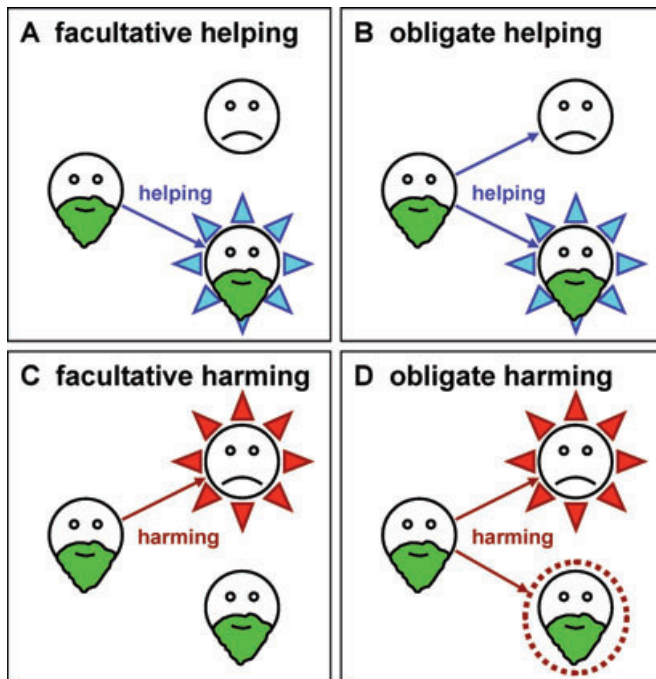 A facultative helping
helping
B obligate helping
helping
C facultative harming
harming
D obligate harming
harming